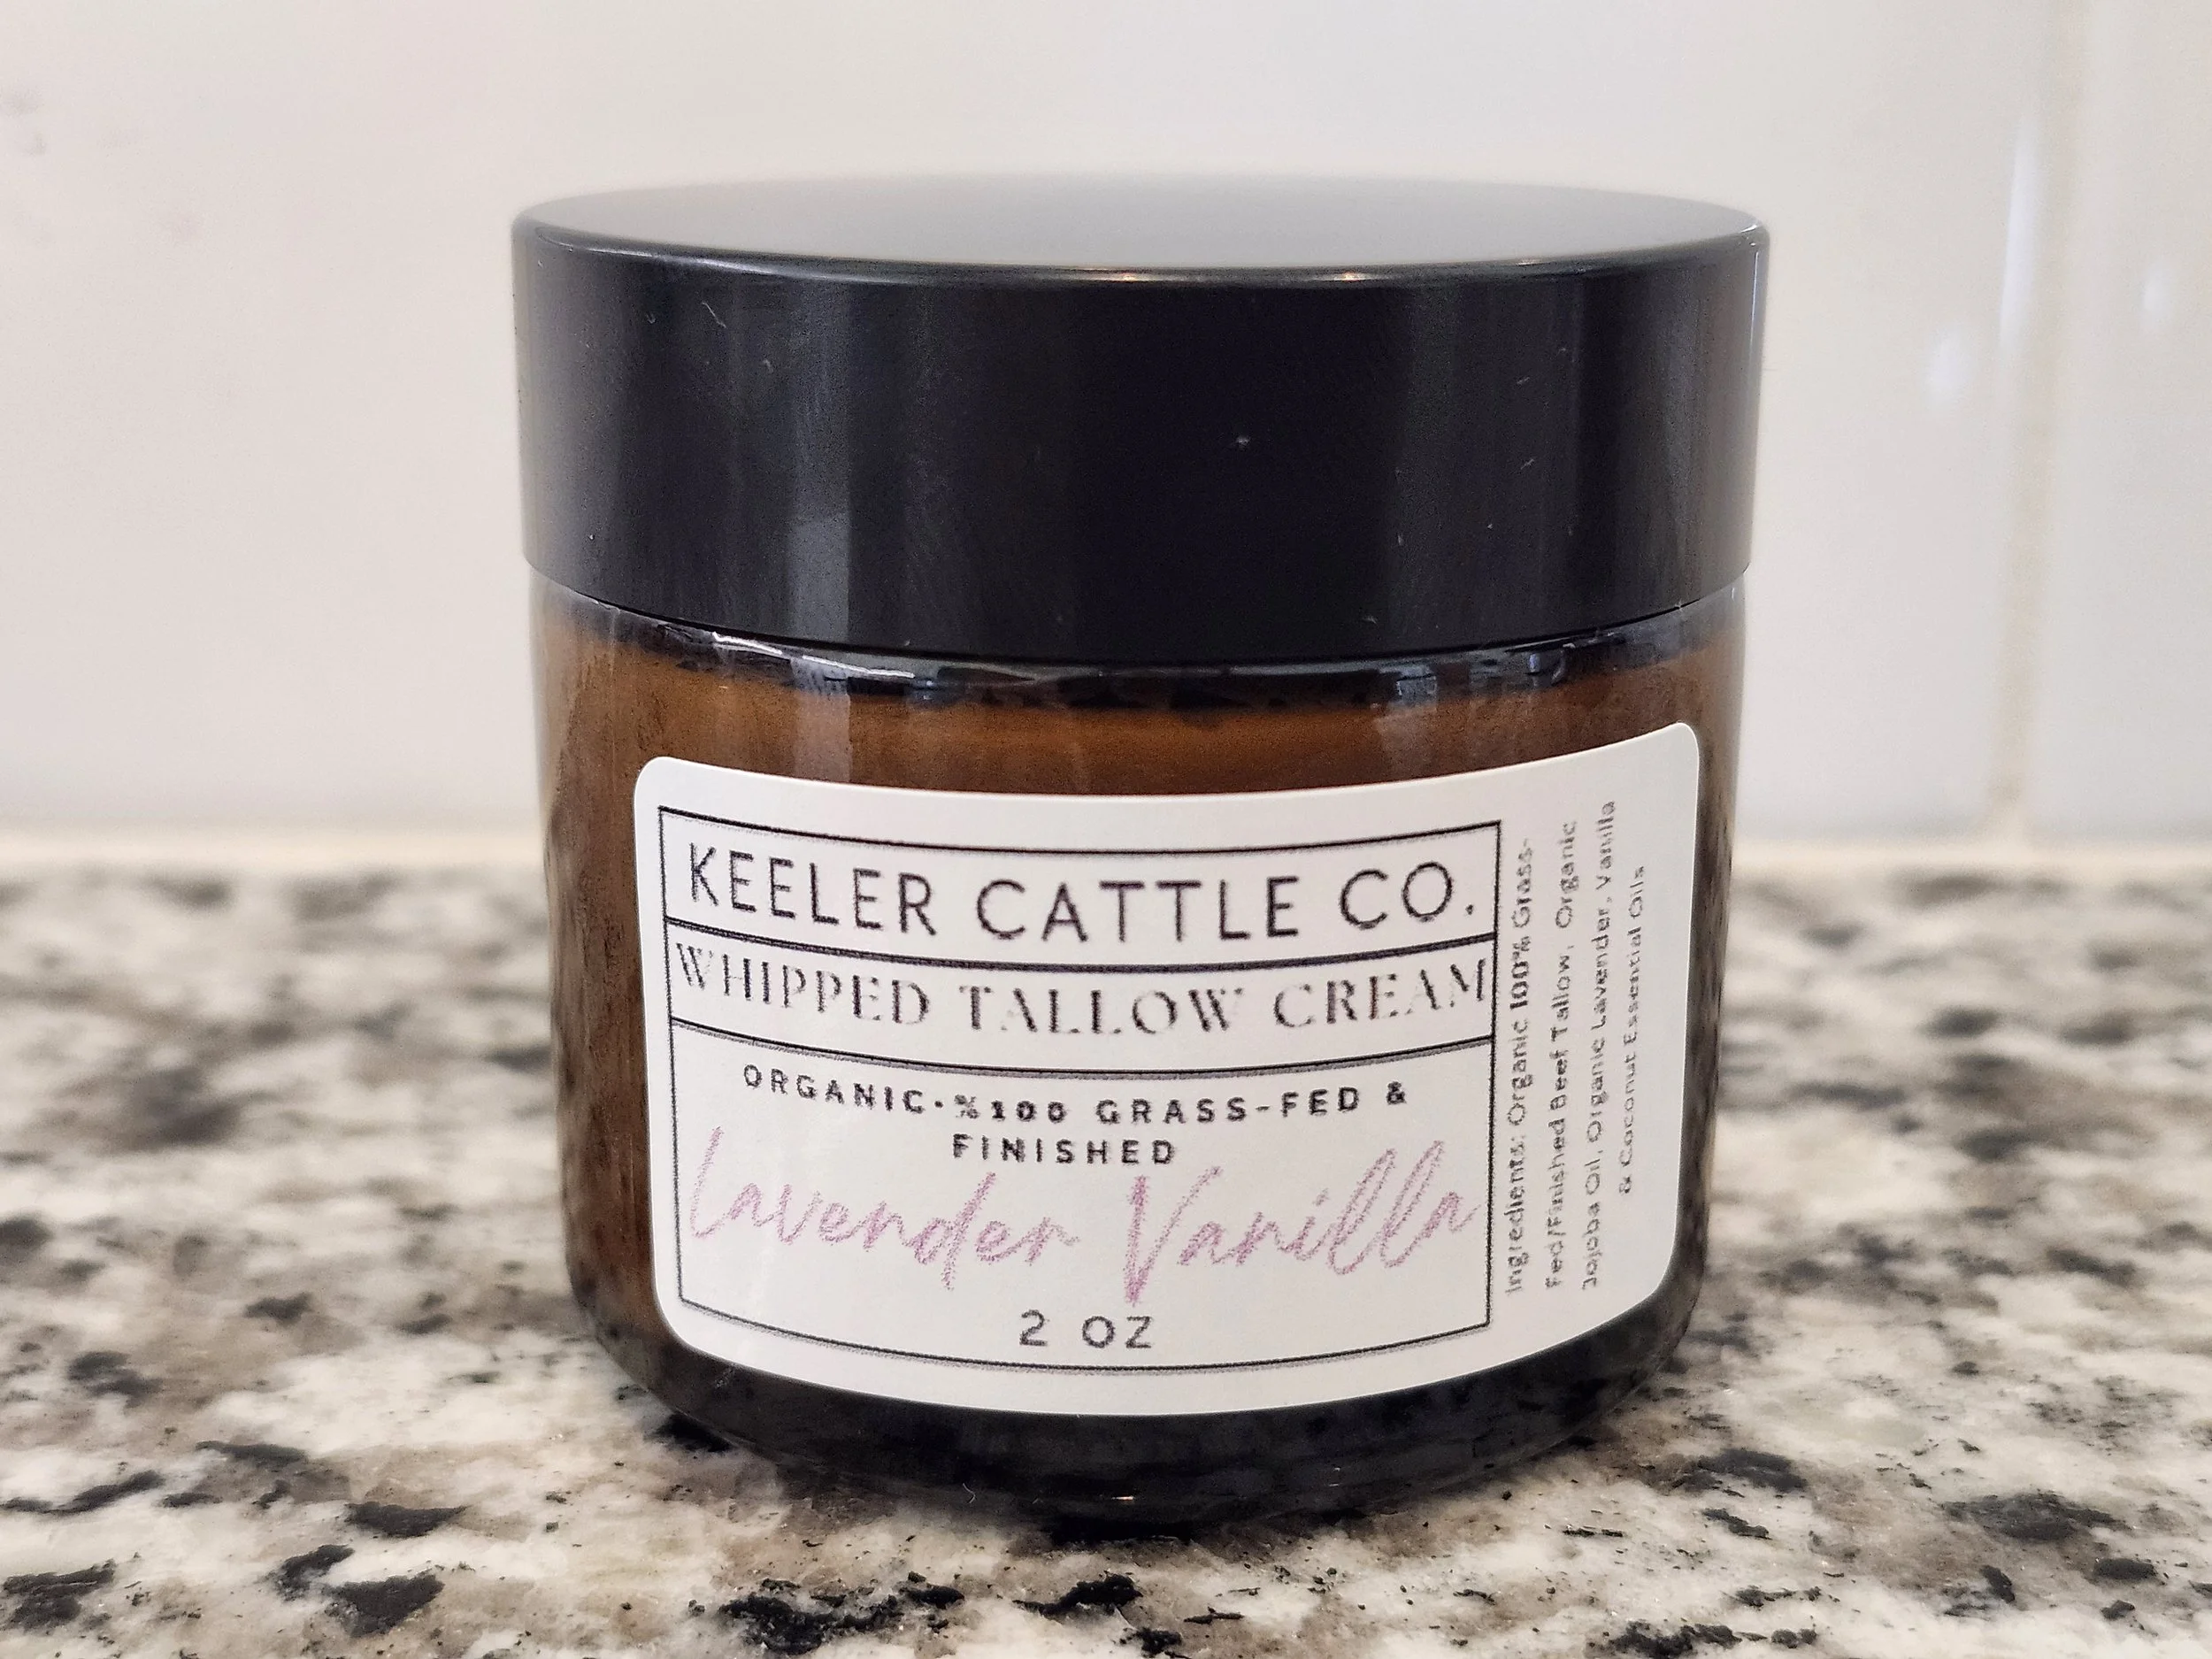 KEELER CATTLE CO.
WHIPPED TALLOW CREAM
ORGANIC•%100 GRASS-FED &
FINISHED
Lavender Vanilla
2 OZ
Ingredients: Organic 100% Grass-
Fed/Finished Beef Tallow, Organic
Jojoba Oil, Organic Lavender, Vanilla
& Coconut Essential Oils